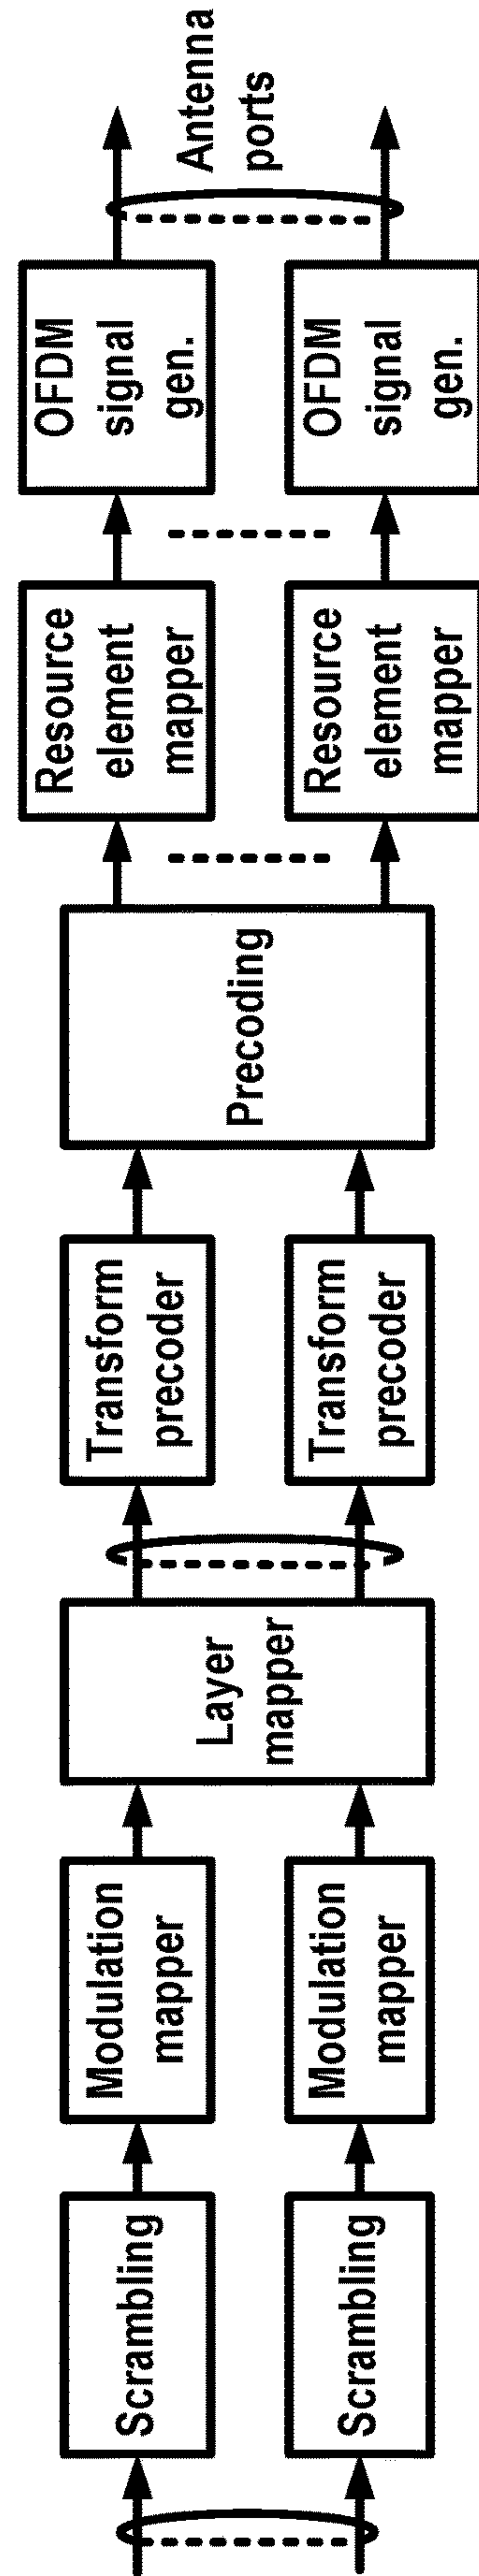 Scrambling
Scrambling
Modulation
mapper
Modulation
mapper
Layer
mapper
Transform
precoder
Transform
precoder
Precoding
Resource
element
mapper
Resource
element
mapper
OFDM
signal
gen.
OFDM
signal
gen.
Antenna
ports